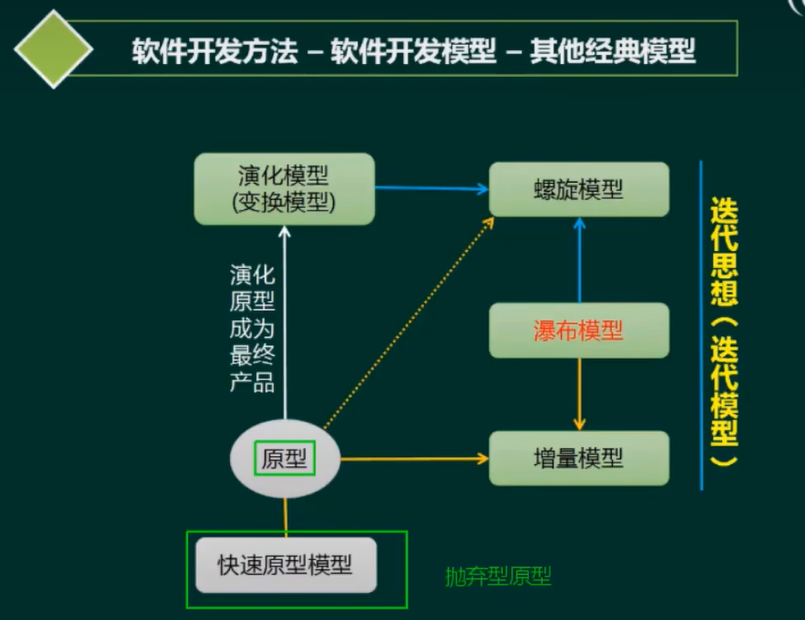 软件开发方法 – 软件开发模型 – 其他经典模型
演化模型
(变换模型)
螺旋模型
演化
原型
成为
最终
产品
瀑布模型
迭代思想（迭代模型）
原型
增量模型
快速原型模型
抛弃型原型